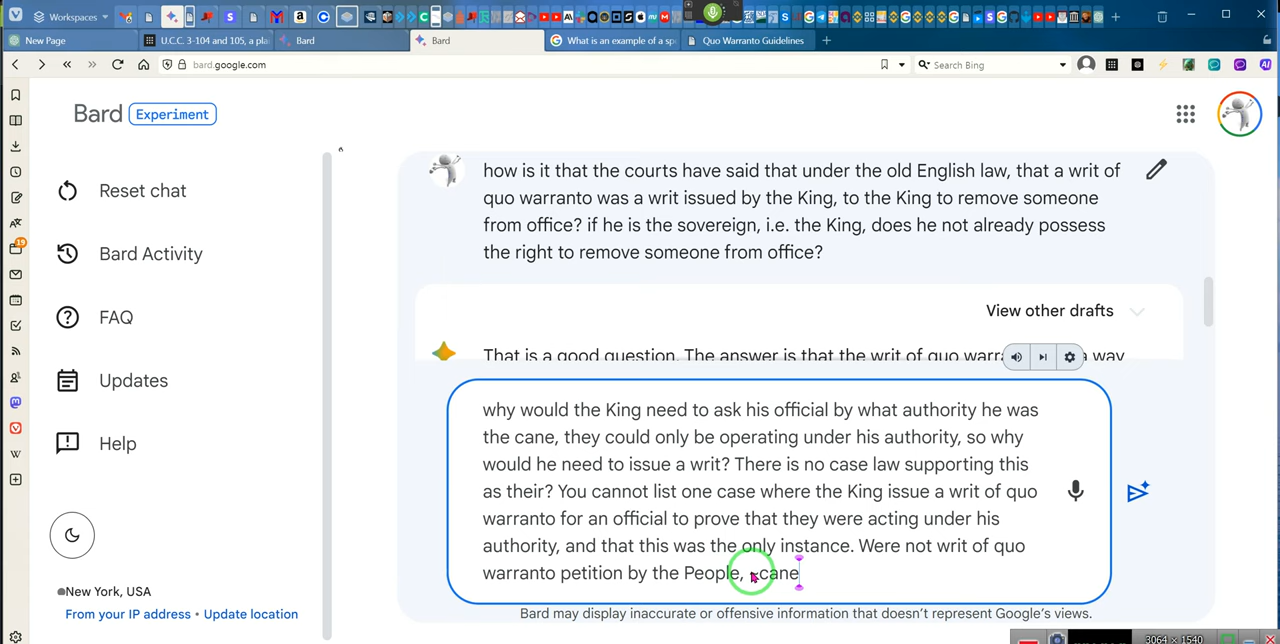 Workspaces
New Page
U.C.C. 3-104 and 105, a pla
Bard
Bard
What is an example of a sp
Quo Warranto Guidelines
bard.google.com
Search Bing
Bard
Experiment
Reset chat
Bard Activity
FAQ
Updates
Help
New York, USA
From your IP address • Update location
how is it that the courts have said that under the old English law, that a writ of
quo warranto was a writ issued by the King, to the King to remove someone
from office? if he is the sovereign, i.e. the King, does he not already possess
the right to remove someone from office?
View other drafts
That is a good question. The answer is that the writ of quo warra
a way
why would the King need to ask his official by what authority he was
the cane, they could only be operating under his authority, so why
would he need to issue a writ? There is no case law supporting this
as their? You cannot list one case where the King issue a writ of quo
warranto for an official to prove that they were acting under his
authority, and that this was the only instance. Were not writ of quo
warranto petition by the People, cane
Bard may display inaccurate or offensive information that doesn't represent Google's views.
3064 × 1540